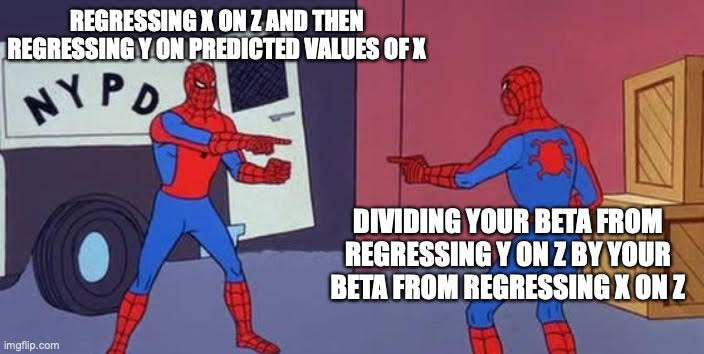 REGRESSING X ON Z AND THEN
REGRESSING Y ON PREDICTED VALUES OF X
NYPD
DIVIDING YOUR BETA FROM
REGRESSING Y ON Z BY YOUR
BETA FROM REGRESSING X ON Z
imgflip.com